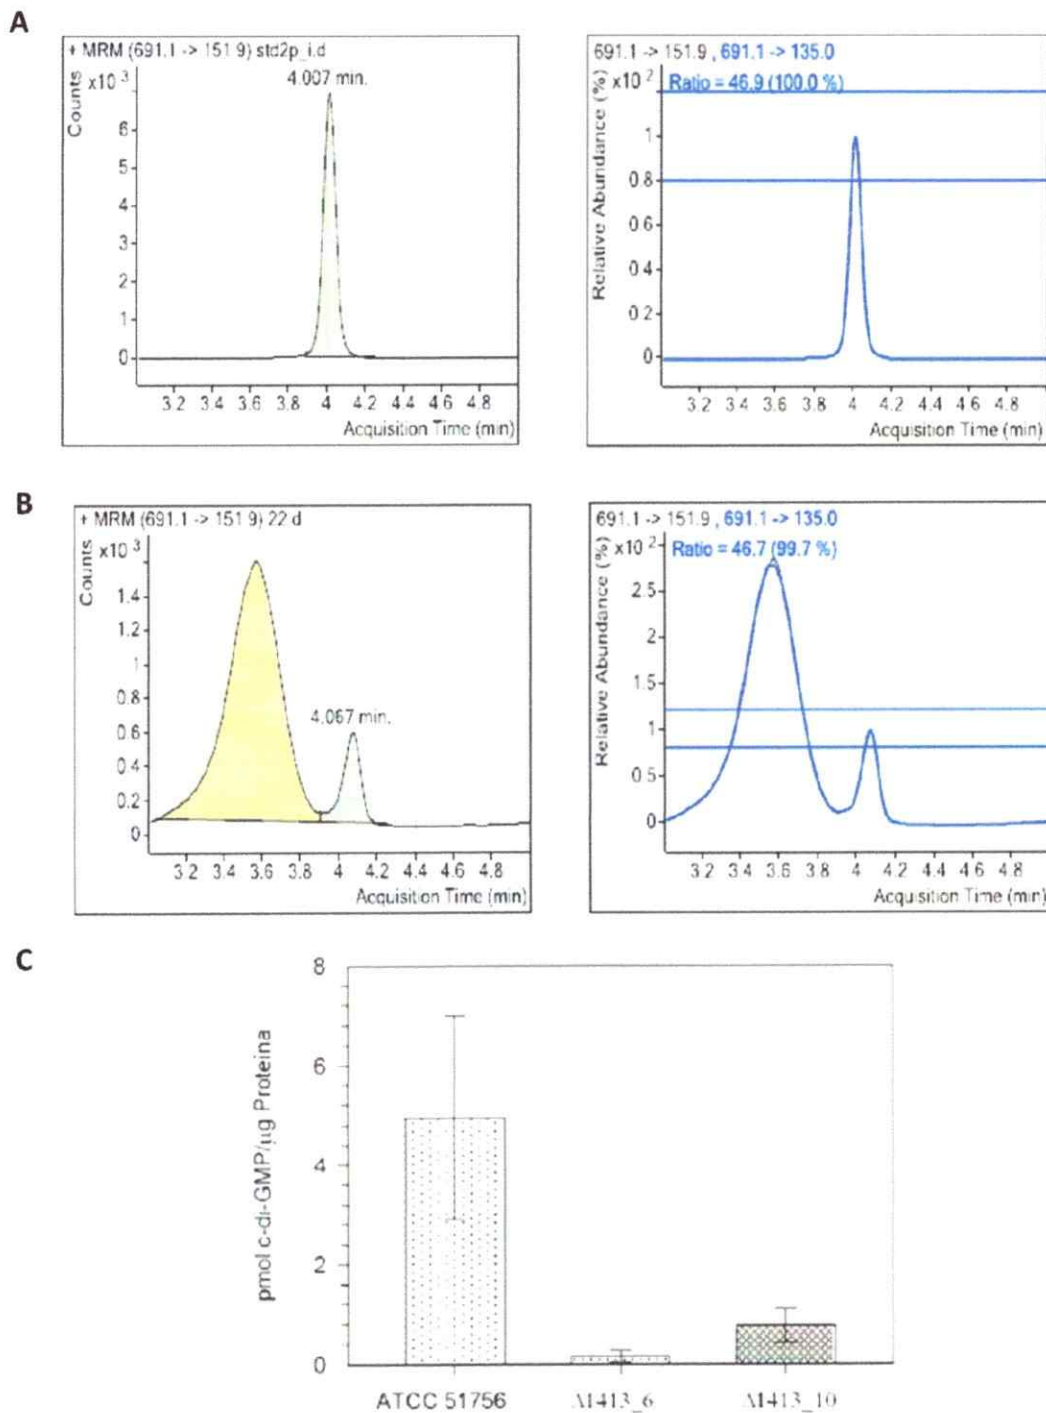 A
+ MRM (691.1 -> 151.9) std2p_i.d
Counts
x10 3
4.007 min.
6
5
4
3
2
1
0
3.2 3.4 3.6 3.8 4 4.2 4.4 4.6 4.8
Acquisition Time (min)
691.1 -> 151.9 , 691.1 -> 135.0
Relative Abundance (%)
x10 2
Ratio = 46.9 (100.0 %)
1
0.8
0.6
0.4
0.2
0
3.2 3.4 3.6 3.8 4 4.2 4.4 4.6 4.8
Acquisition Time (min)
B
+ MRM (691.1 -> 151.9) 22.d
Counts
x10 3
1.6
1.4
1.2
1
0.8
0.6
0.4
0.2
0
4.067 min.
3.2 3.4 3.6 3.8 4 4.2 4.4 4.6 4.8
Acquisition Time (min)
691.1 -> 151.9 , 691.1 -> 135.0
Relative Abundance (%)
x10 2
Ratio = 46.7 (99.7 %)
2.5
2
1.5
1
0.5
0
3.2 3.4 3.6 3.8 4 4.2 4.4 4.6 4.8
Acquisition Time (min)
C
pmol c-di-GMP/µg Proteina
8
6
4
2
0
ATCC 51756 Δ1413_6 Δ1413_10